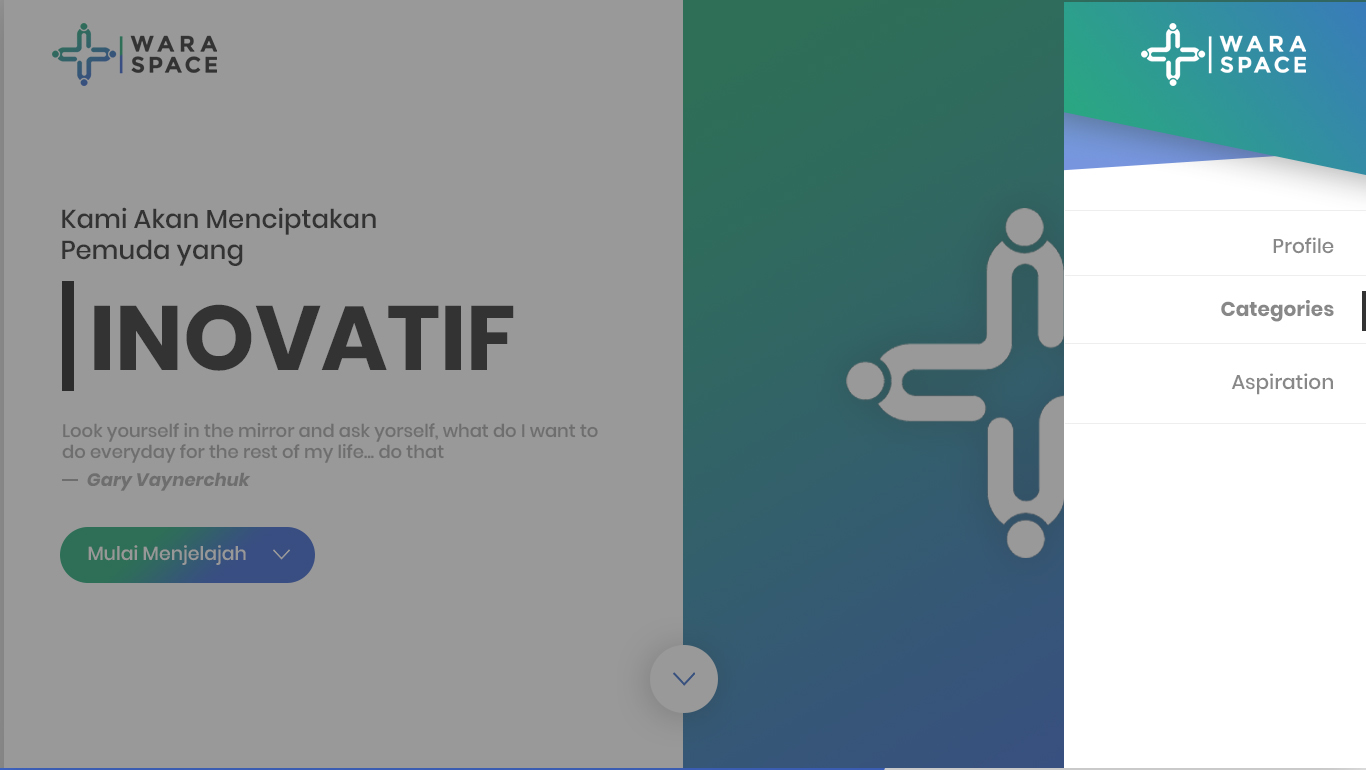 WARA
SPACE
Kami Akan Menciptakan
Pemuda yang
INOVATIF
Look yourself in the mirror and ask yorself, what do I want to
do everyday for the rest of my life... do that
— Gary Vaynerchuk
Mulai Menjelajah
WARA
SPACE
Profile
Categories
Aspiration